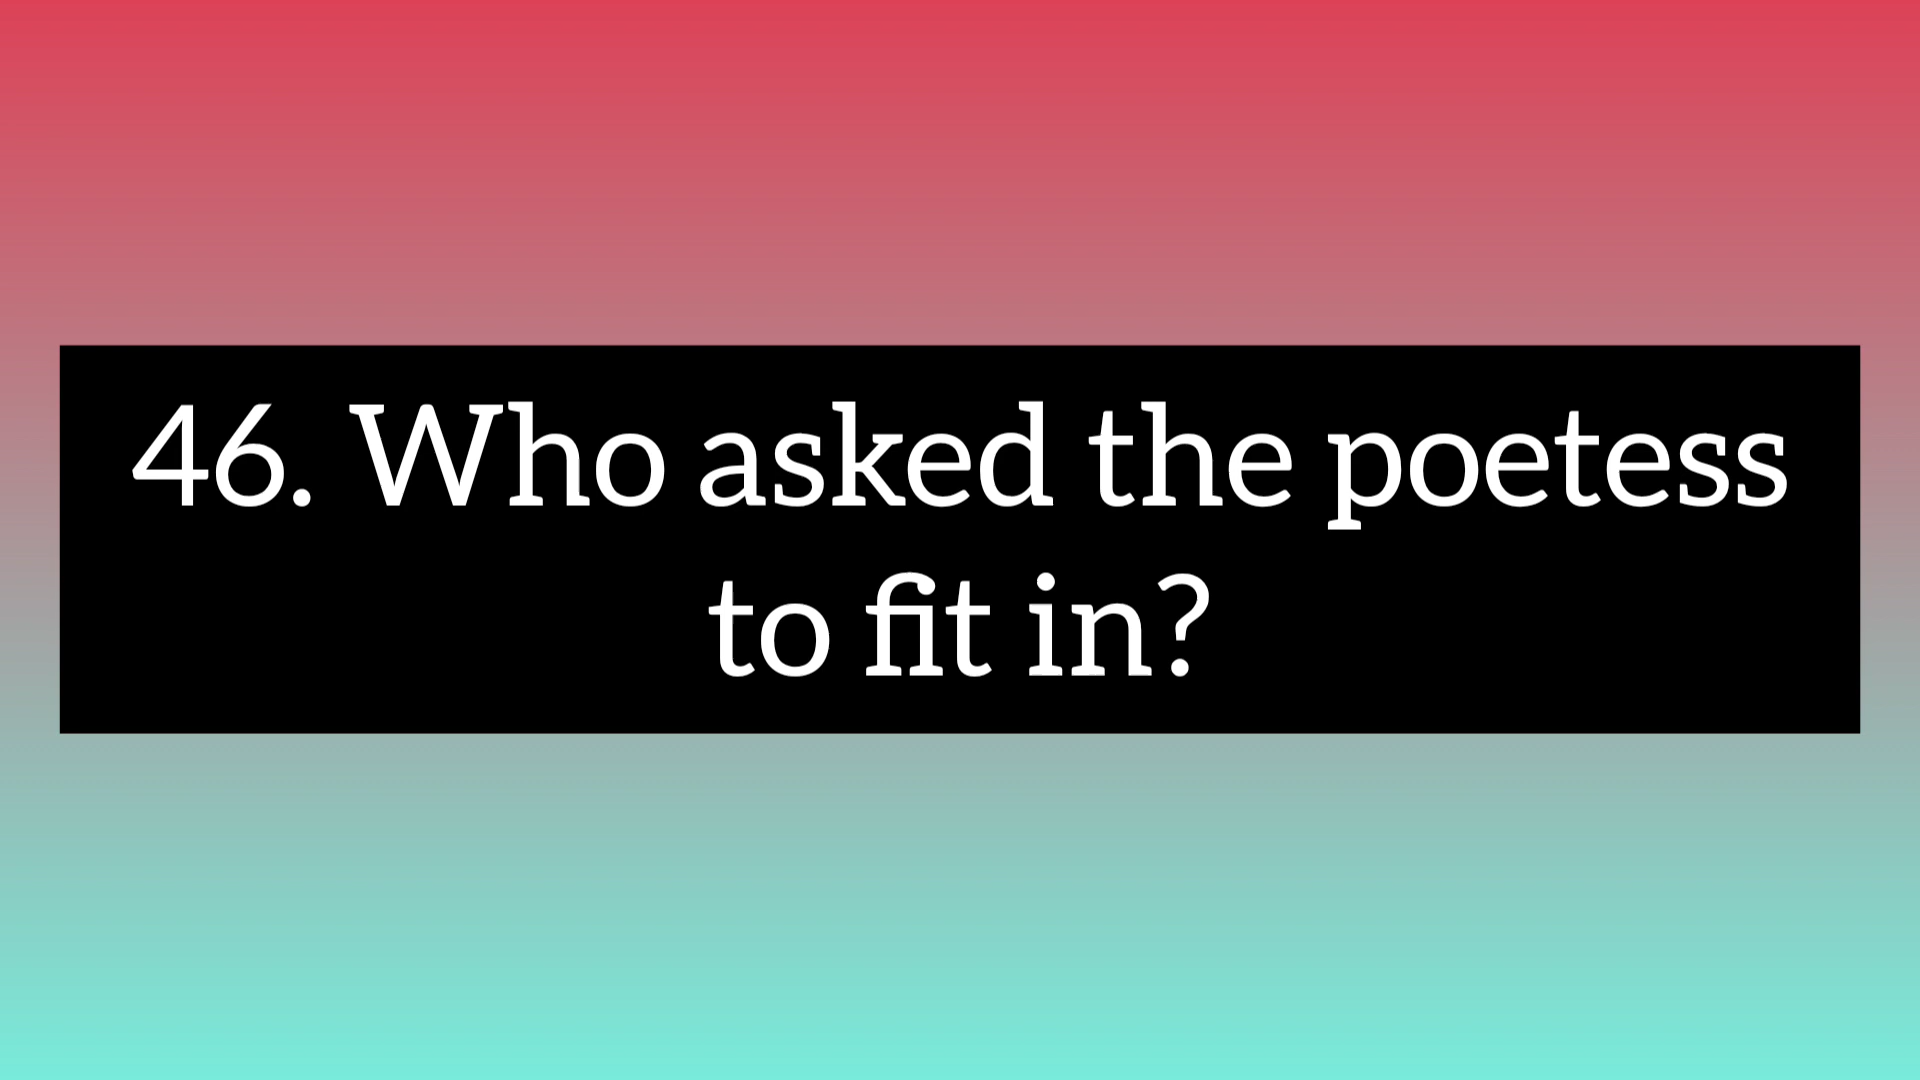 46. Who asked the poetess
to fit in?